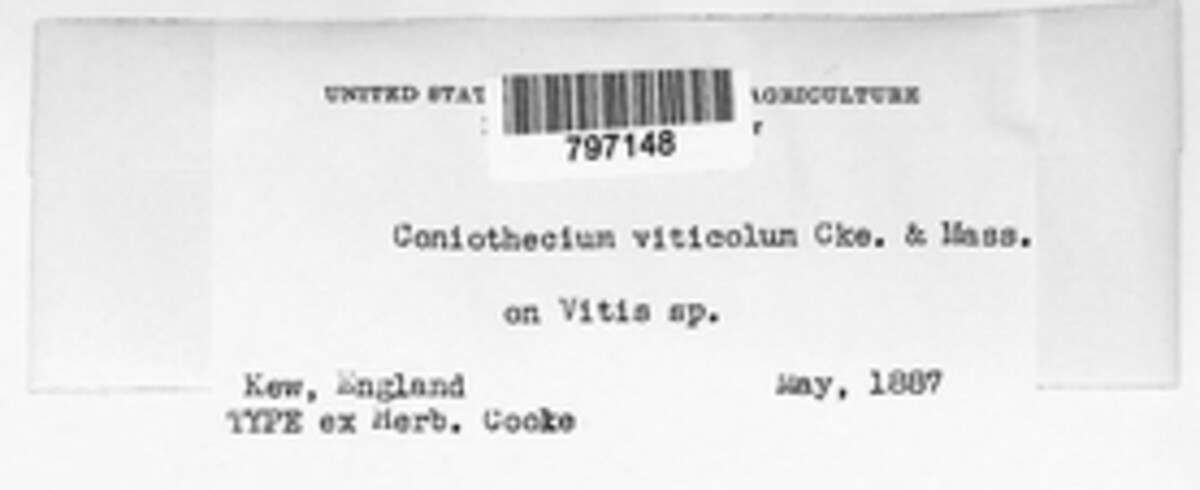 UNITED STAT AGRICULTURE
797148
Coniothecium viticolum Cke. & Mass.
on Vitis sp.
Kew, England May, 1887
TYPE ex Herb. Cooke